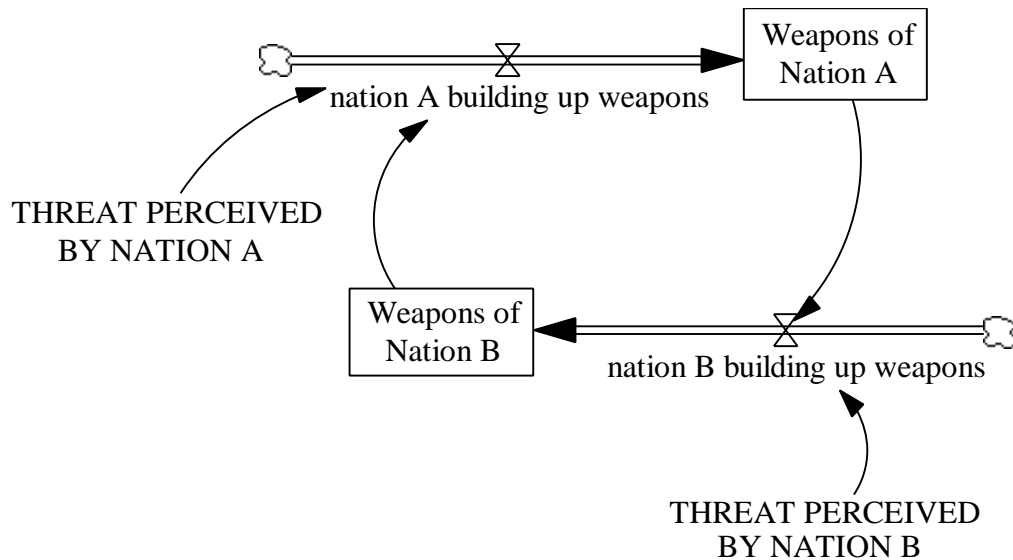 Weapons of
Nation A
nation A building up weapons
THREAT PERCEIVED
BY NATION A
Weapons of
Nation B
nation B building up weapons
THREAT PERCEIVED
BY NATION B